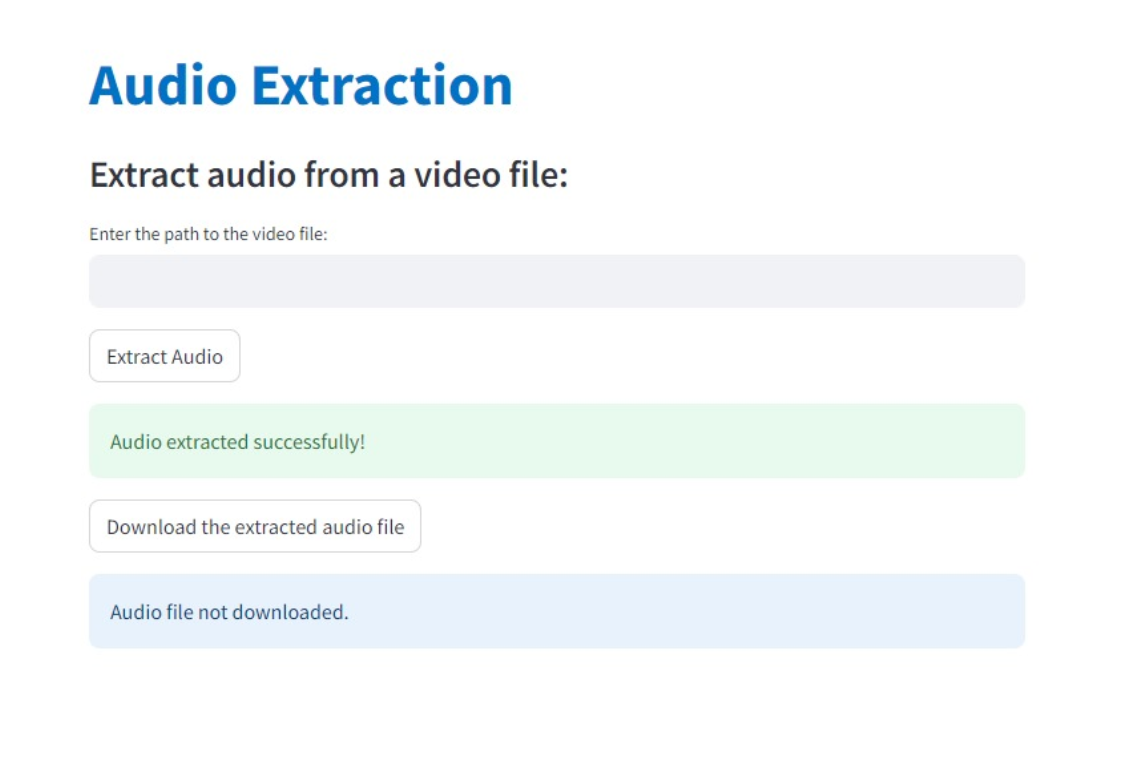 Audio Extraction
Extract audio from a video file:
Enter the path to the video file:
Extract Audio
Audio extracted successfully!
Download the extracted audio file
Audio file not downloaded.